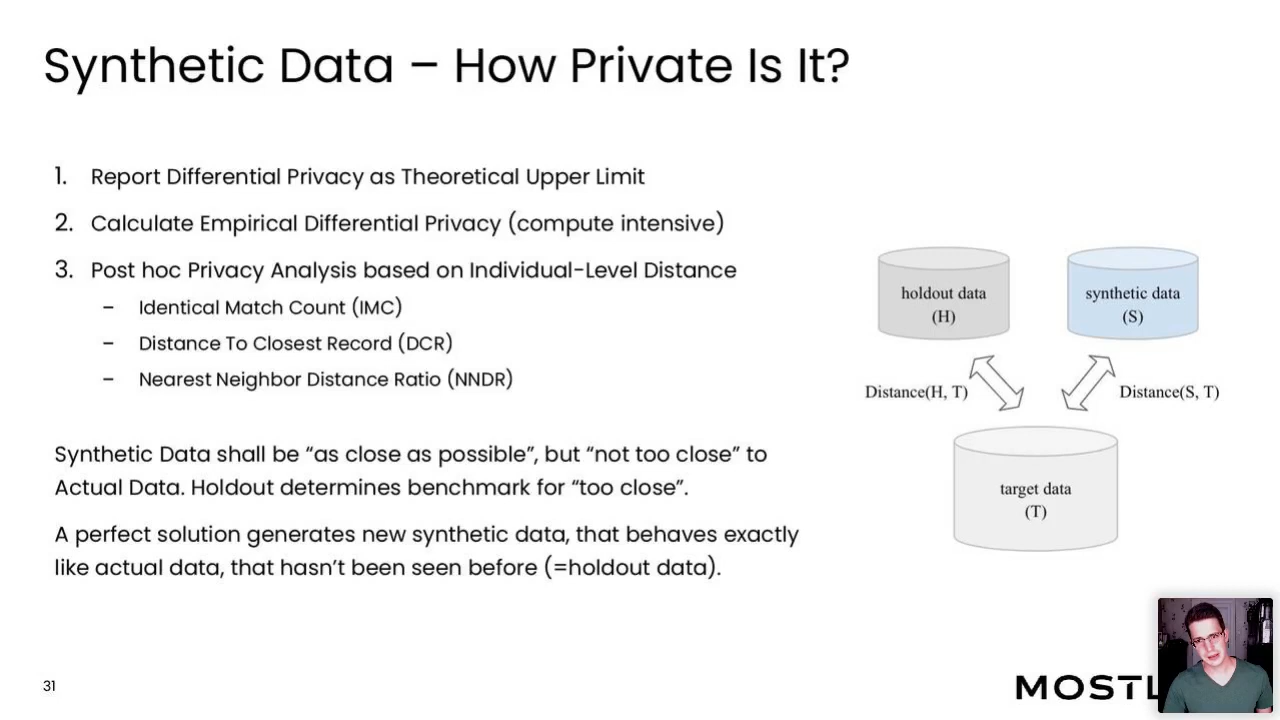 Synthetic Data – How Private Is It?
1. Report Differential Privacy as Theoretical Upper Limit
2. Calculate Empirical Differential Privacy (compute intensive)
3. Post hoc Privacy Analysis based on Individual-Level Distance
– Identical Match Count (IMC)
– Distance To Closest Record (DCR)
– Nearest Neighbor Distance Ratio (NNDR)
Synthetic Data shall be “as close as possible”, but “not too close” to
Actual Data. Holdout determines benchmark for “too close”.
A perfect solution generates new synthetic data, that behaves exactly
like actual data, that hasn’t been seen before (=holdout data).
holdout data
(H)
synthetic data
(S)
Distance(H, T)
Distance(S, T)
target data
(T)
31
MOSTL